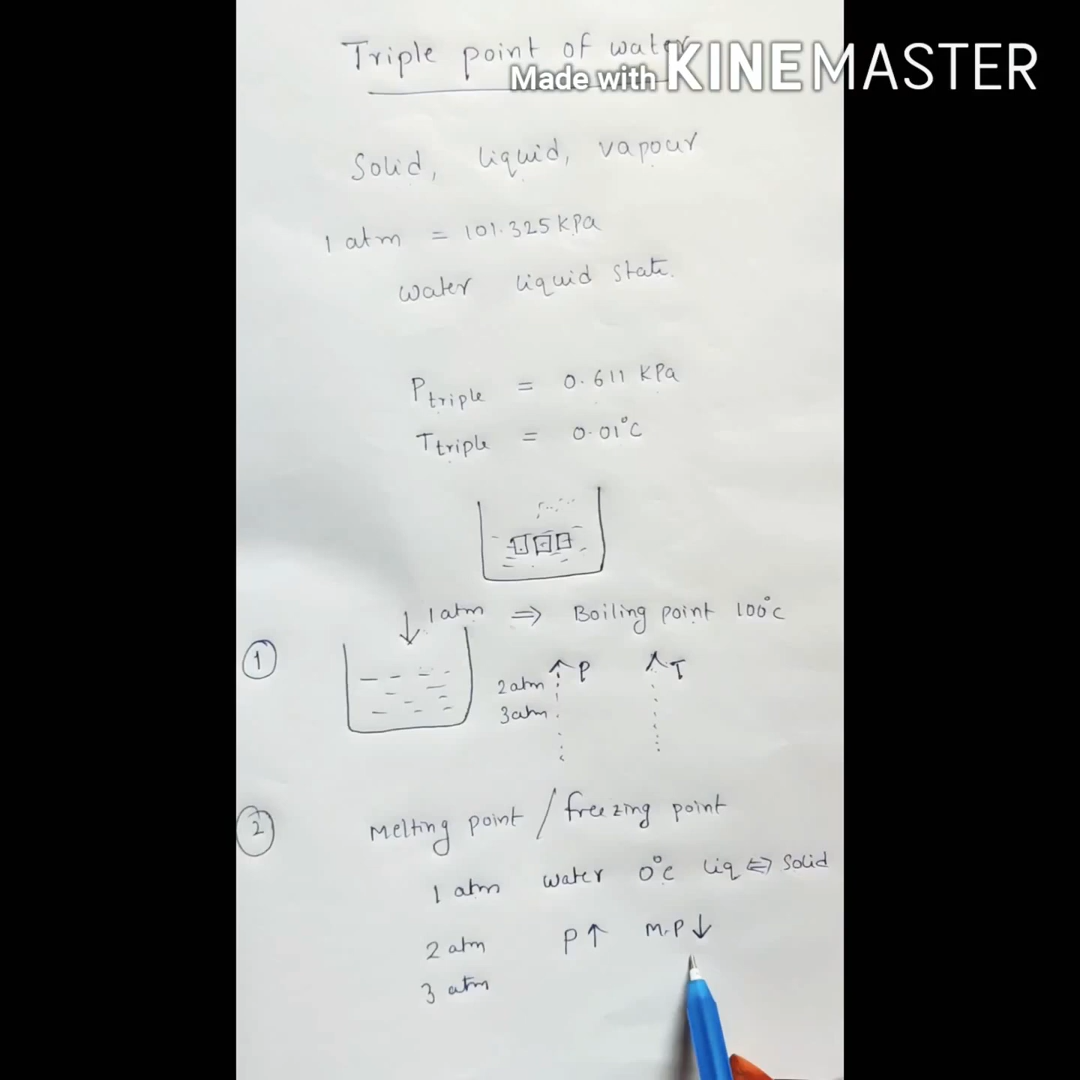 Triple point of water
Made with KINEMASTER
Solid, liquid, vapour
1 atm = 101.325 KPa
water liquid state.
Ptriple = 0.611 KPa
Ttriple = 0.01°C
↓ 1 atm ⇒ Boiling point 100°C
1
↑ P ↑ T
2 atm
3 atm
2
Melting point / freezing point
1 atm water 0°C liq ⇔ solid
2 atm P↑ M.P↓
3 atm